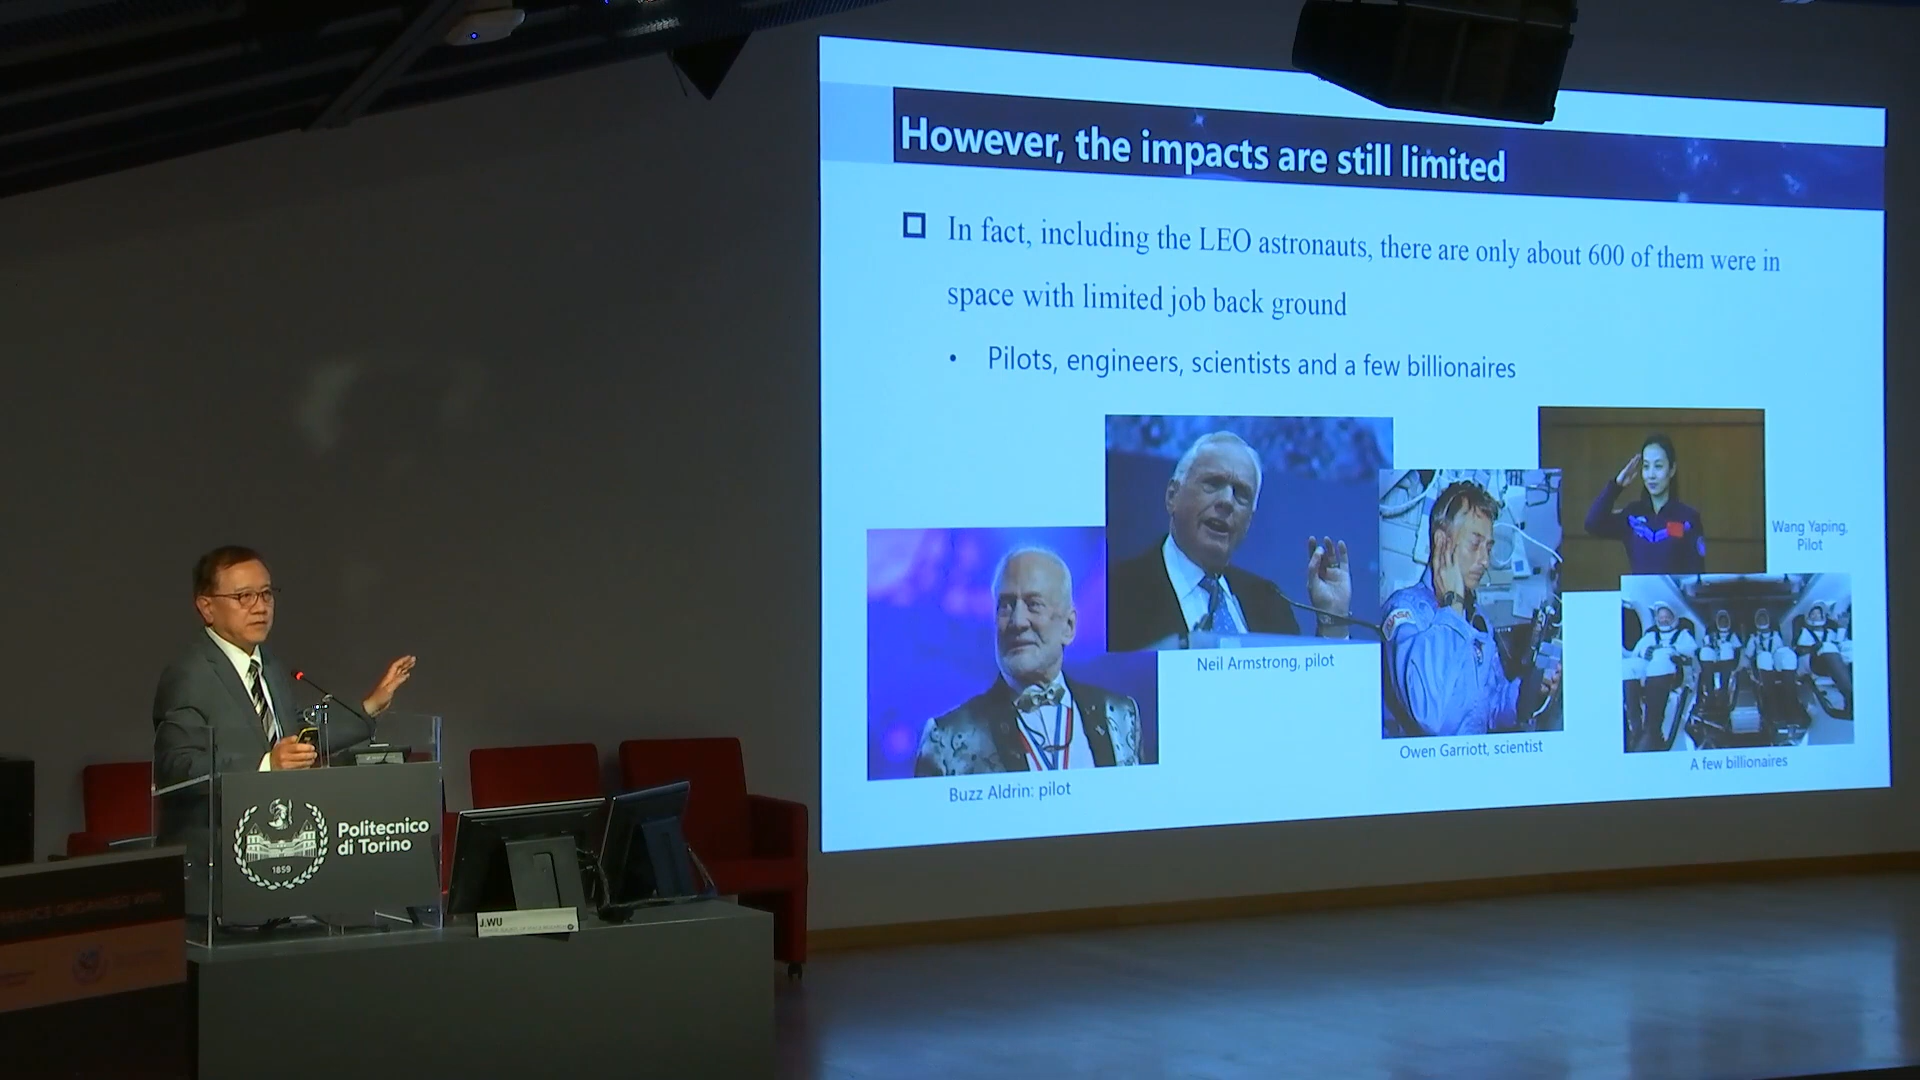 However, the impacts are still limited
In fact, including the LEO astronauts, there are only about 600 of them were in
space with limited job back ground
• Pilots, engineers, scientists and a few billionaires
Wang Yaping,
Pilot
Neil Armstrong, pilot
Owen Garriott, scientist
A few billionaires
Buzz Aldrin: pilot
NASA
Politecnico
di Torino
1859
J.WU